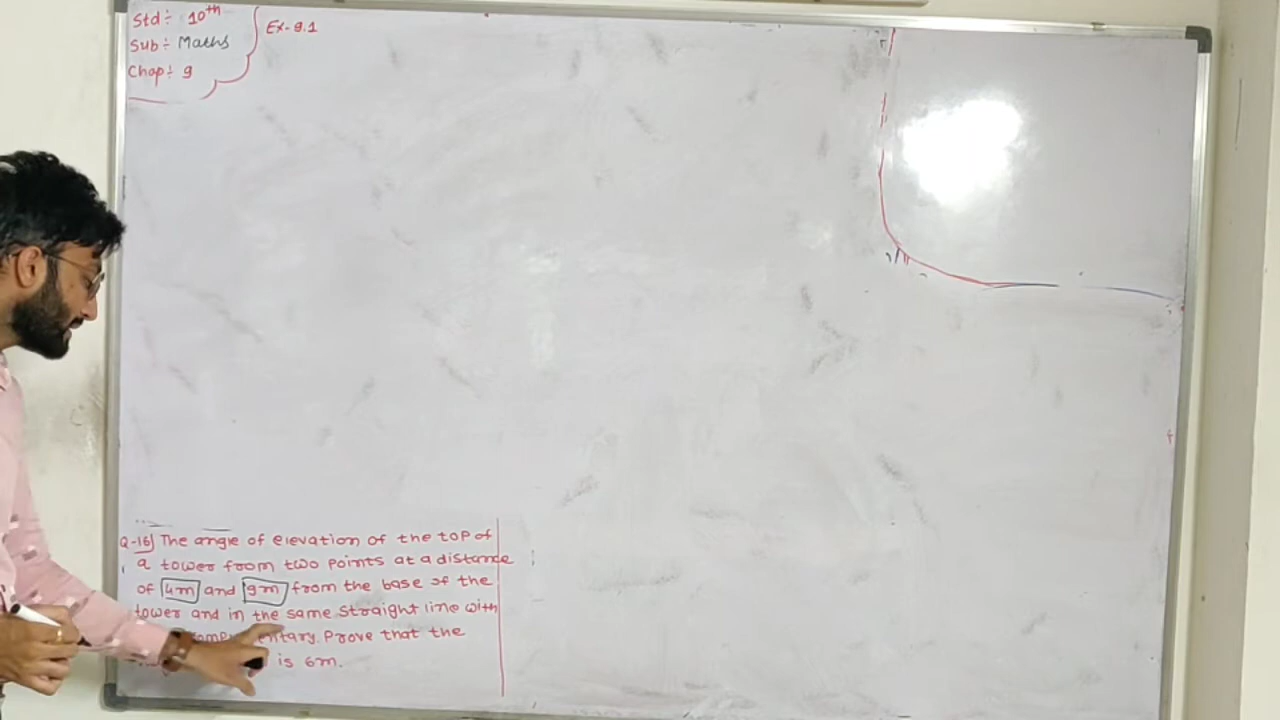 Std ÷ 10th
Sub ÷ Maths
Chap ÷ 9
Ex-9.1
Q-16) The angle of elevation of the top of
a tower from two points at a distance
of 4m and 9m from the base of the
tower and in the same straight line with
Prove that the
is 6m.